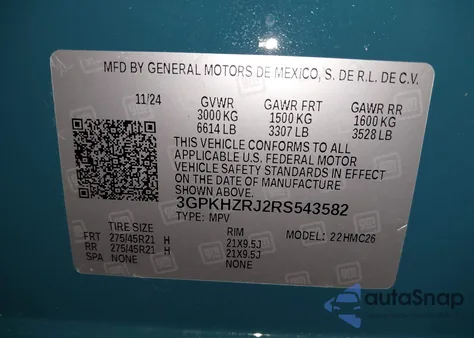 MFD BY GENERAL MOTORS DE MEXICO, S. DE R.L. DE C.V.
11/24 GVWR GAWR FRT GAWR RR
3000 KG 1500 KG 1600 KG
6614 LB 3307 LB 3528 LB
THIS VEHICLE CONFORMS TO ALL
APPLICABLE U.S. FEDERAL MOTOR
VEHICLE SAFETY STANDARDS IN EFFECT
ON THE DATE OF MANUFACTURE
SHOWN ABOVE.
3GPKHZRJ2RS543582
TYPE: MPV MODEL: 22HMC26
TIRE SIZE RIM
FRT 275/45R21 H 21X9.5J
RR 275/45R21 H 21X9.5J
SPA NONE NONE
autoSnap